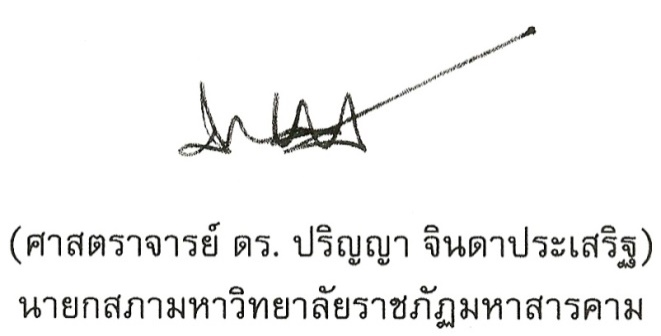 (ศาสตราจารย์ ดร. ปริญญา จินดาประเสริฐ)
นายกสภามหาวิทยาลัยราชภัฏมหาสารคาม